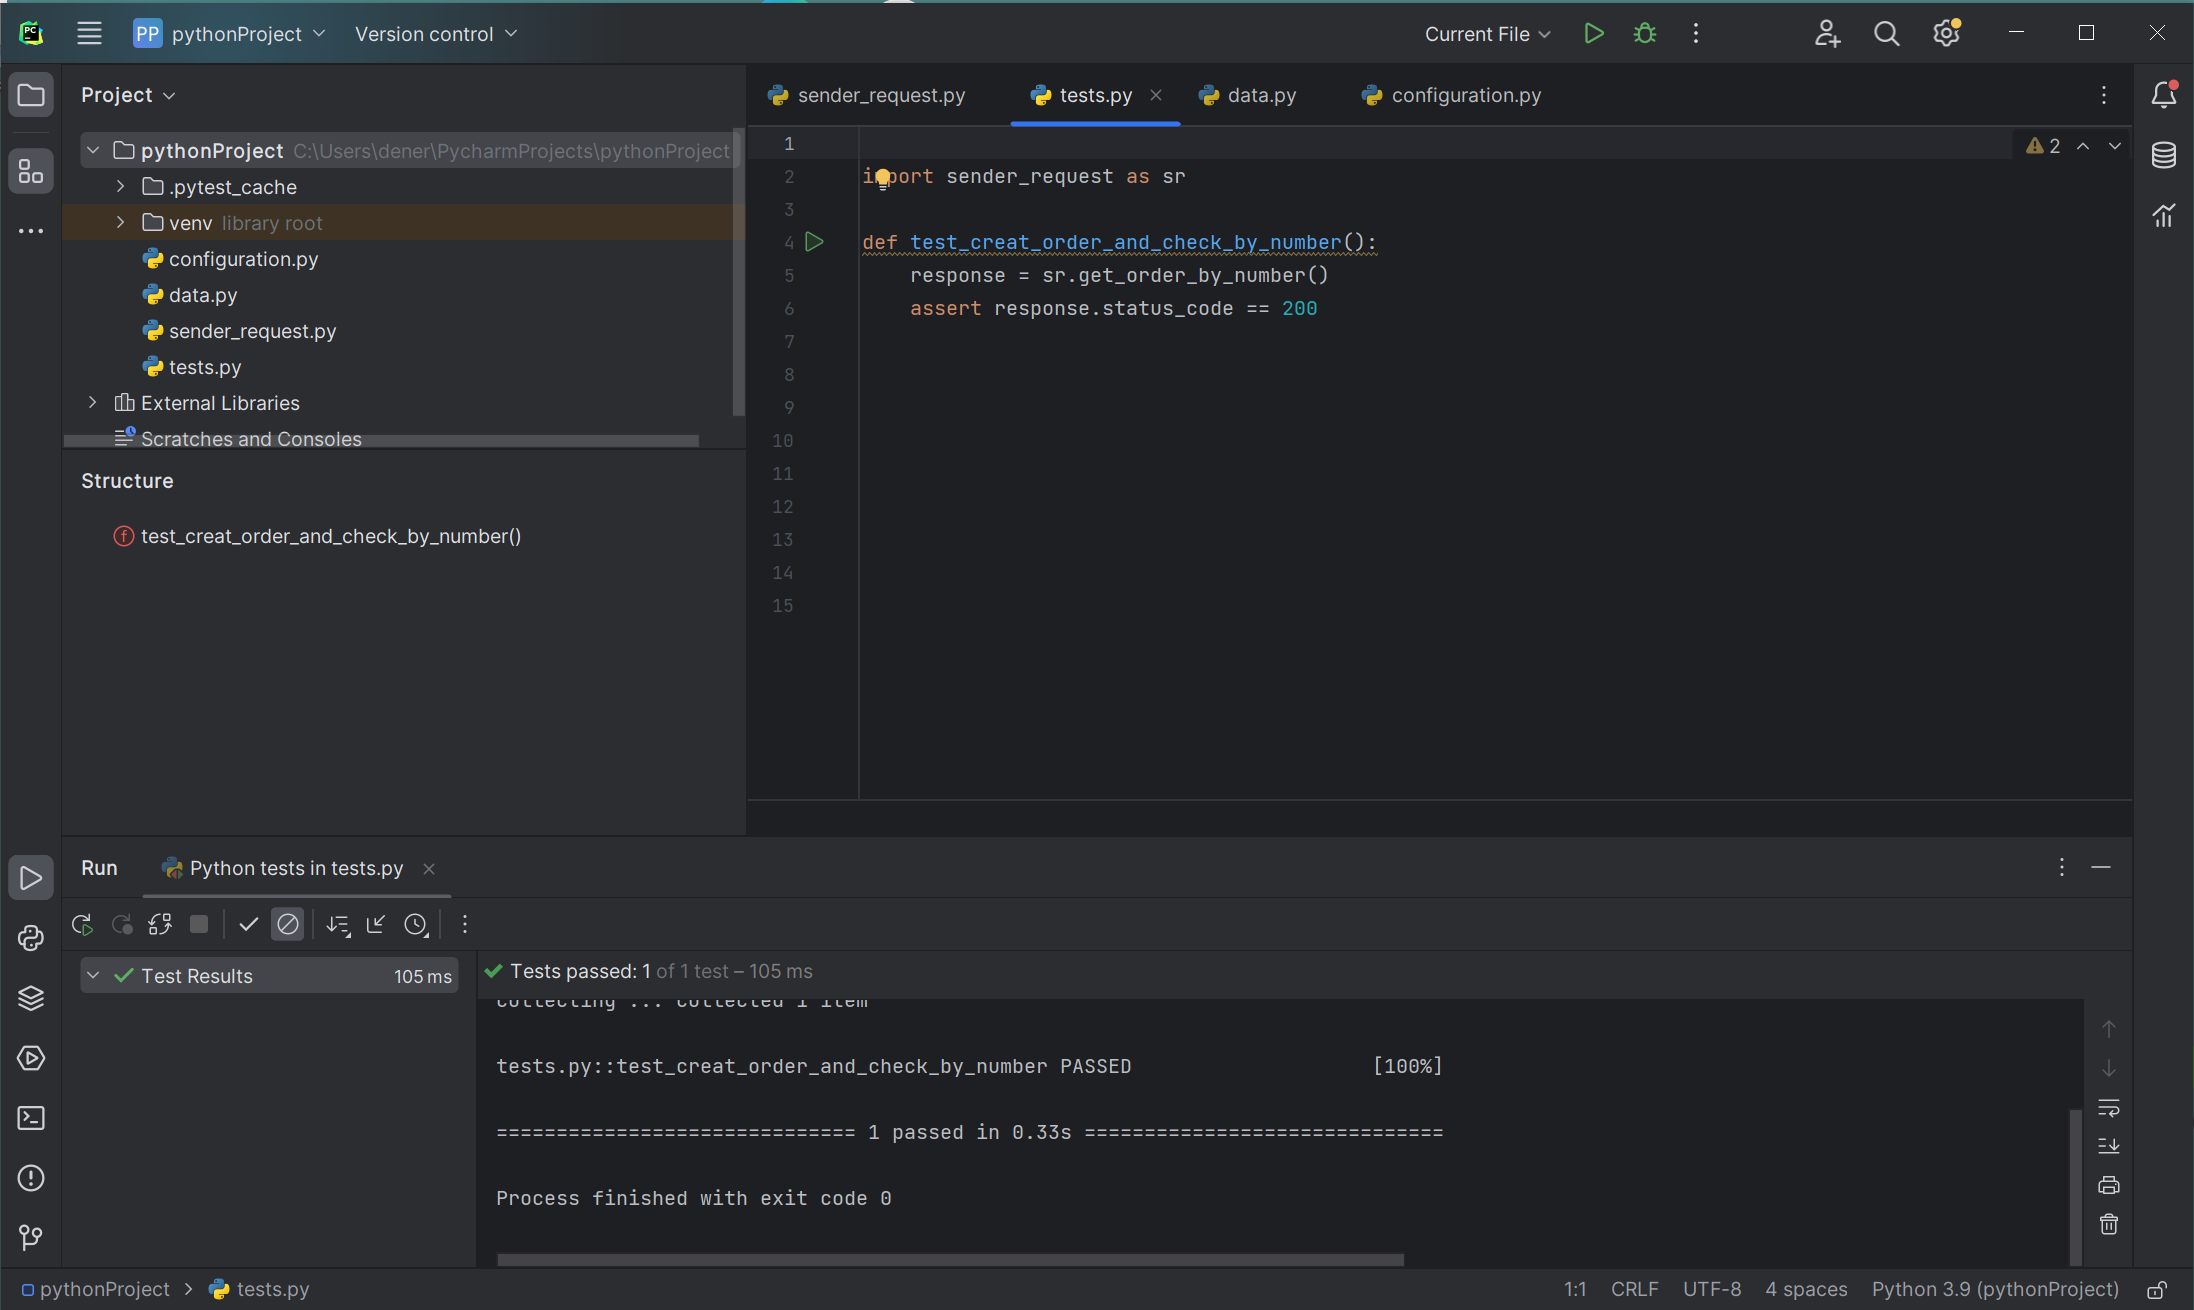 PC
PP pythonProject
Version control
Current File
Project
sender_request.py
tests.py
data.py
configuration.py
pythonProject C:\Users\dener\PycharmProjects\pythonProject
.pytest_cache
venv library root
configuration.py
data.py
sender_request.py
tests.py
External Libraries
Scratches and Consoles
1
2 import sender_request as sr
3
4 def test_creat_order_and_check_by_number():
5 response = sr.get_order_by_number()
6 assert response.status_code == 200
7
8
9
10
11
12
13
14
15
2
Structure
f test_creat_order_and_check_by_number()
Run
Python tests in tests.py
Test Results 105 ms
Tests passed: 1 of 1 test – 105 ms
collecting ... collected 1 item
tests.py::test_creat_order_and_check_by_number PASSED [100%]
============================== 1 passed in 0.33s ==============================
Process finished with exit code 0
pythonProject
tests.py
1:1
CRLF
UTF-8
4 spaces
Python 3.9 (pythonProject)